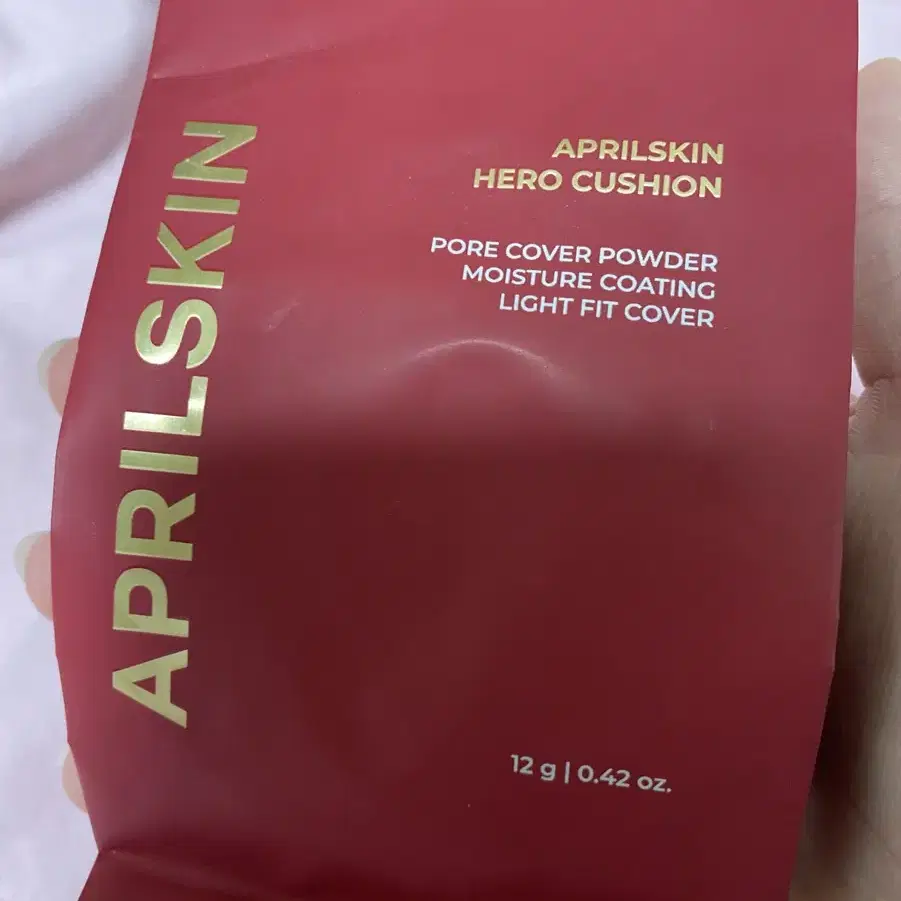 APRILSKIN
APRILSKIN
HERO CUSHION
PORE COVER POWDER
MOISTURE COATING
LIGHT FIT COVER
12 g | 0.42 oz.